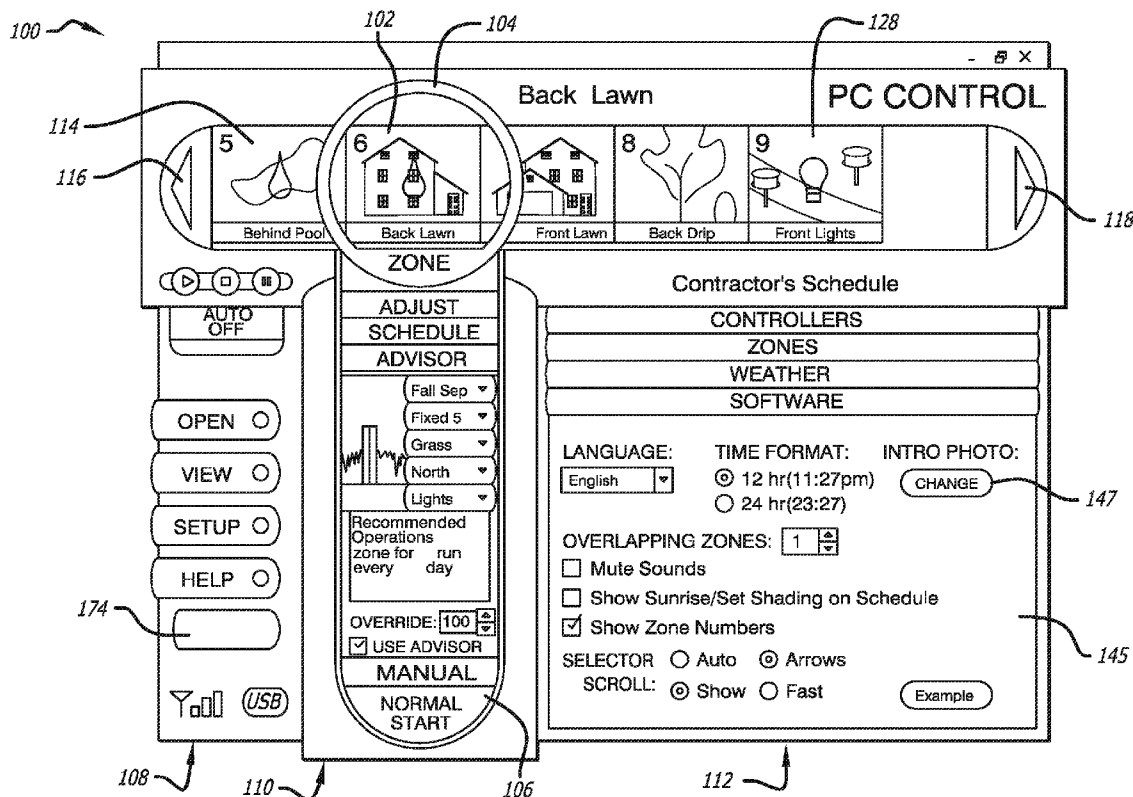 100
102
104
128
Back Lawn
PC CONTROL
114
116
5
6
8
9
118
Behind Pool
Back Lawn
Front Lawn
Back Drip
Front Lights
ZONE
Contractor's Schedule
AUTO
OFF
ADJUST
SCHEDULE
ADVISOR
CONTROLLERS
ZONES
WEATHER
SOFTWARE
OPEN
VIEW
SETUP
HELP
174
USB
Fall Sep
Fixed 5
Grass
North
Lights
Recommended
Operations
zone for run
every day
OVERRIDE: 100
USE ADVISOR
MANUAL
NORMAL
START
LANGUAGE:
English
TIME FORMAT:
12 hr(11:27pm)
24 hr(23:27)
INTRO PHOTO:
CHANGE
147
OVERLAPPING ZONES: 1
Mute Sounds
Show Sunrise/Set Shading on Schedule
Show Zone Numbers
SELECTOR Auto Arrows
SCROLL: Show Fast
Example
145
108
110
106
112